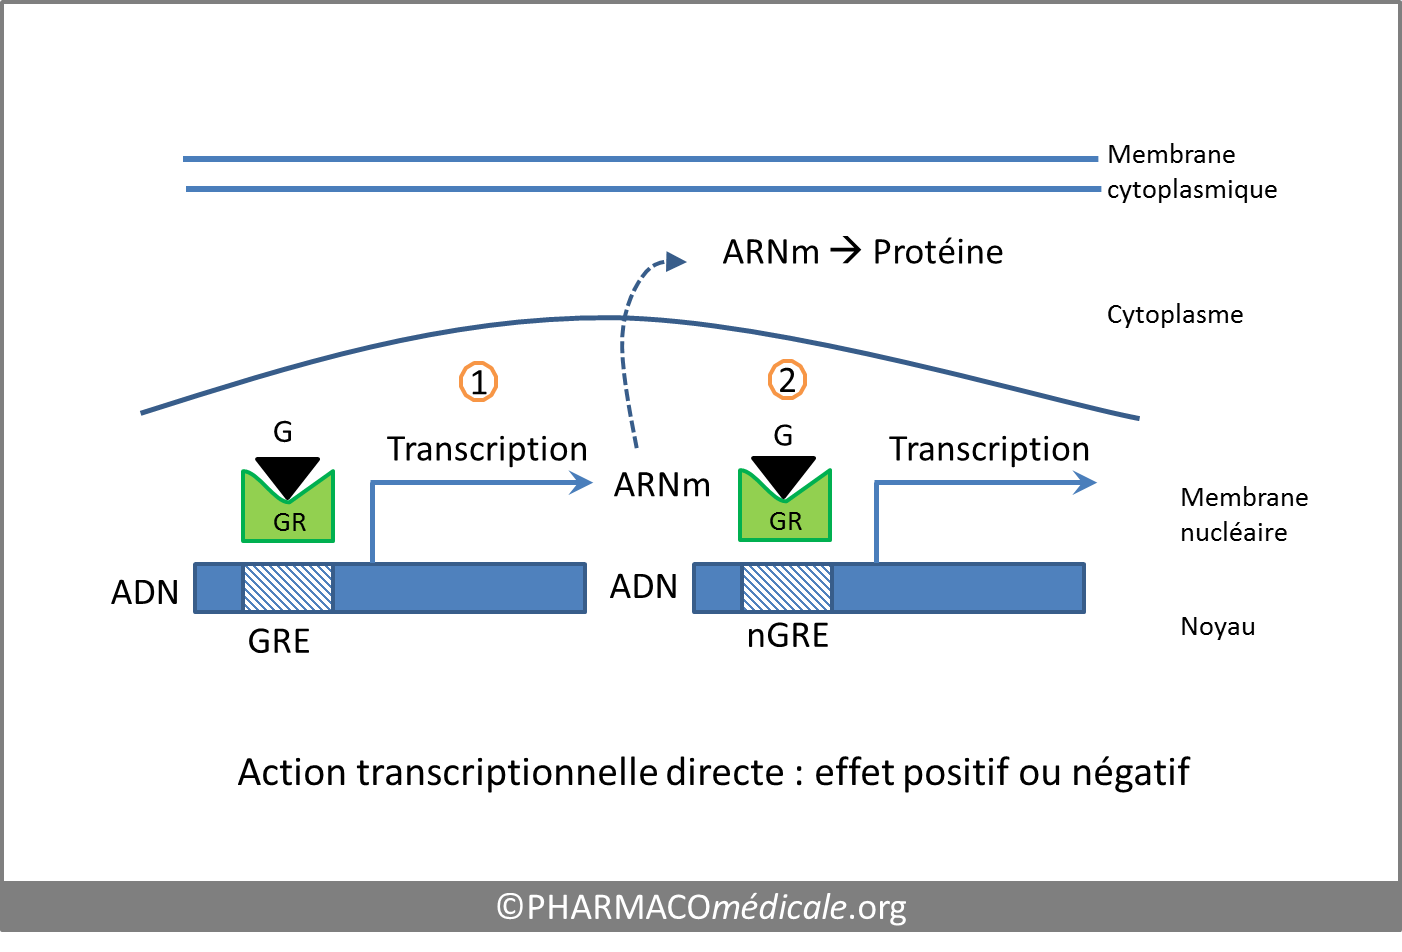 Membrane
cytoplasmique
ARNm → Protéine
Cytoplasme
1
2
G
G
Transcription
Transcription
ARNm
GR
GR
Membrane
nucléaire
ADN
ADN
GRE
nGRE
Noyau
Action transcriptionnelle directe : effet positif ou négatif
©PHARMACOmédicale.org